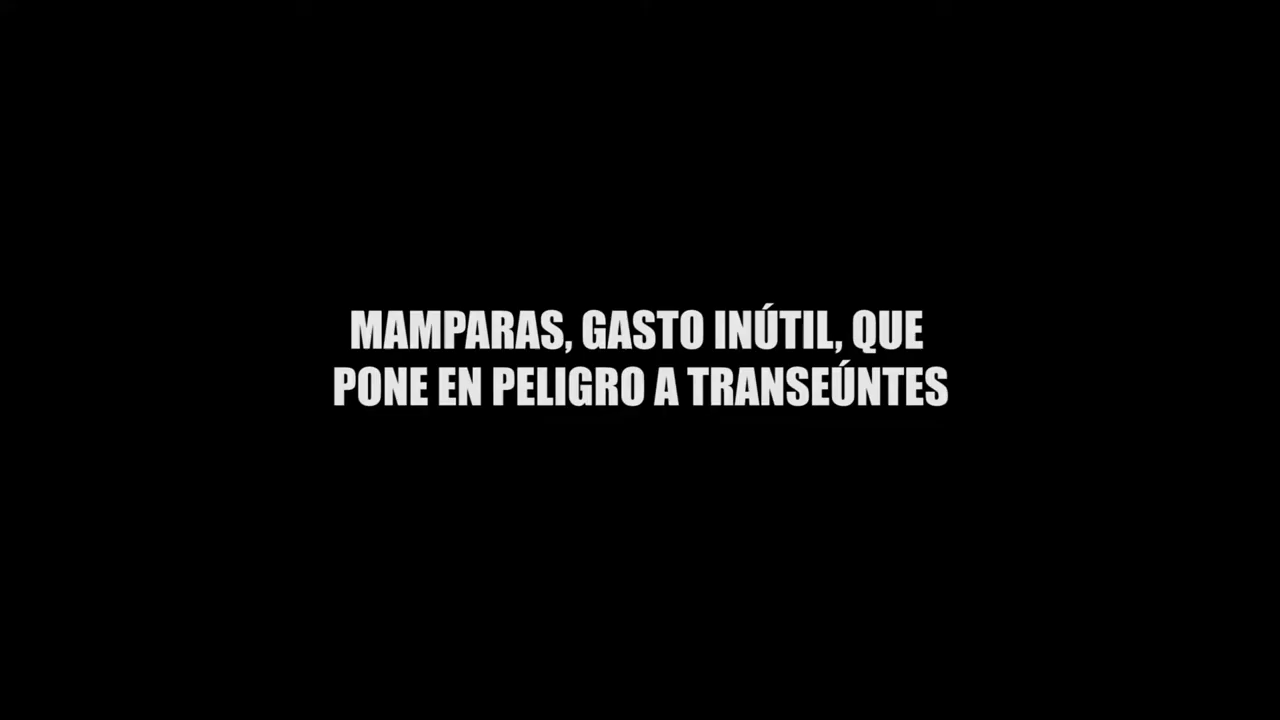 MAMPARAS, GASTO INÚTIL, QUE
PONE EN PELIGRO A TRANSEÚNTES